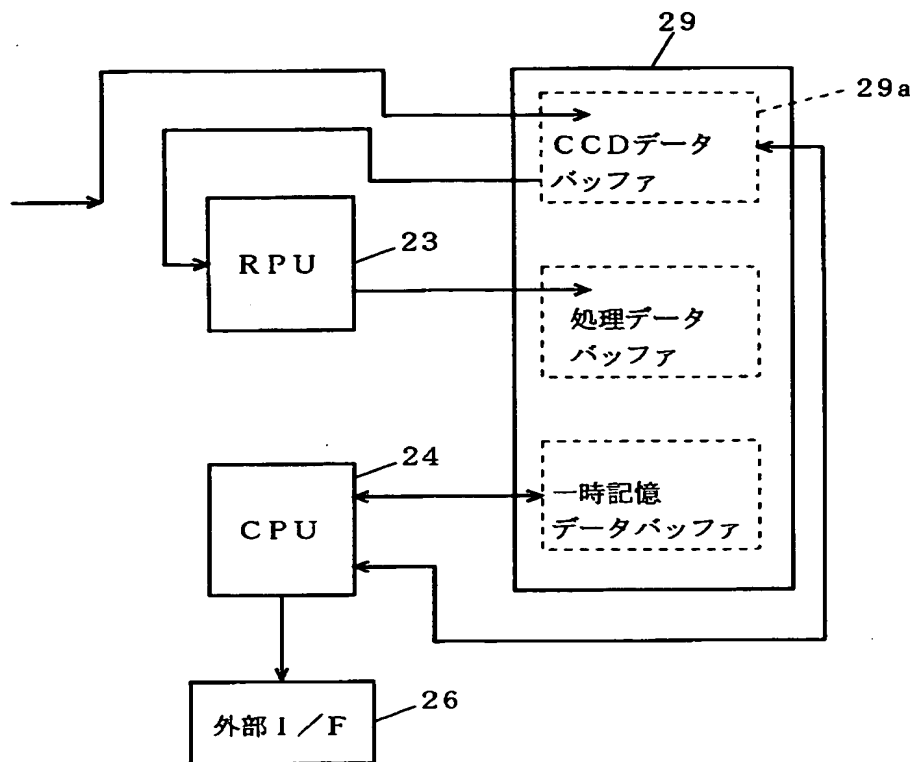 29
29a
CCDデータ
バッファ
23
RPU
処理データ
バッファ
24
CPU
一時記憶
データバッファ
26
外部I/F